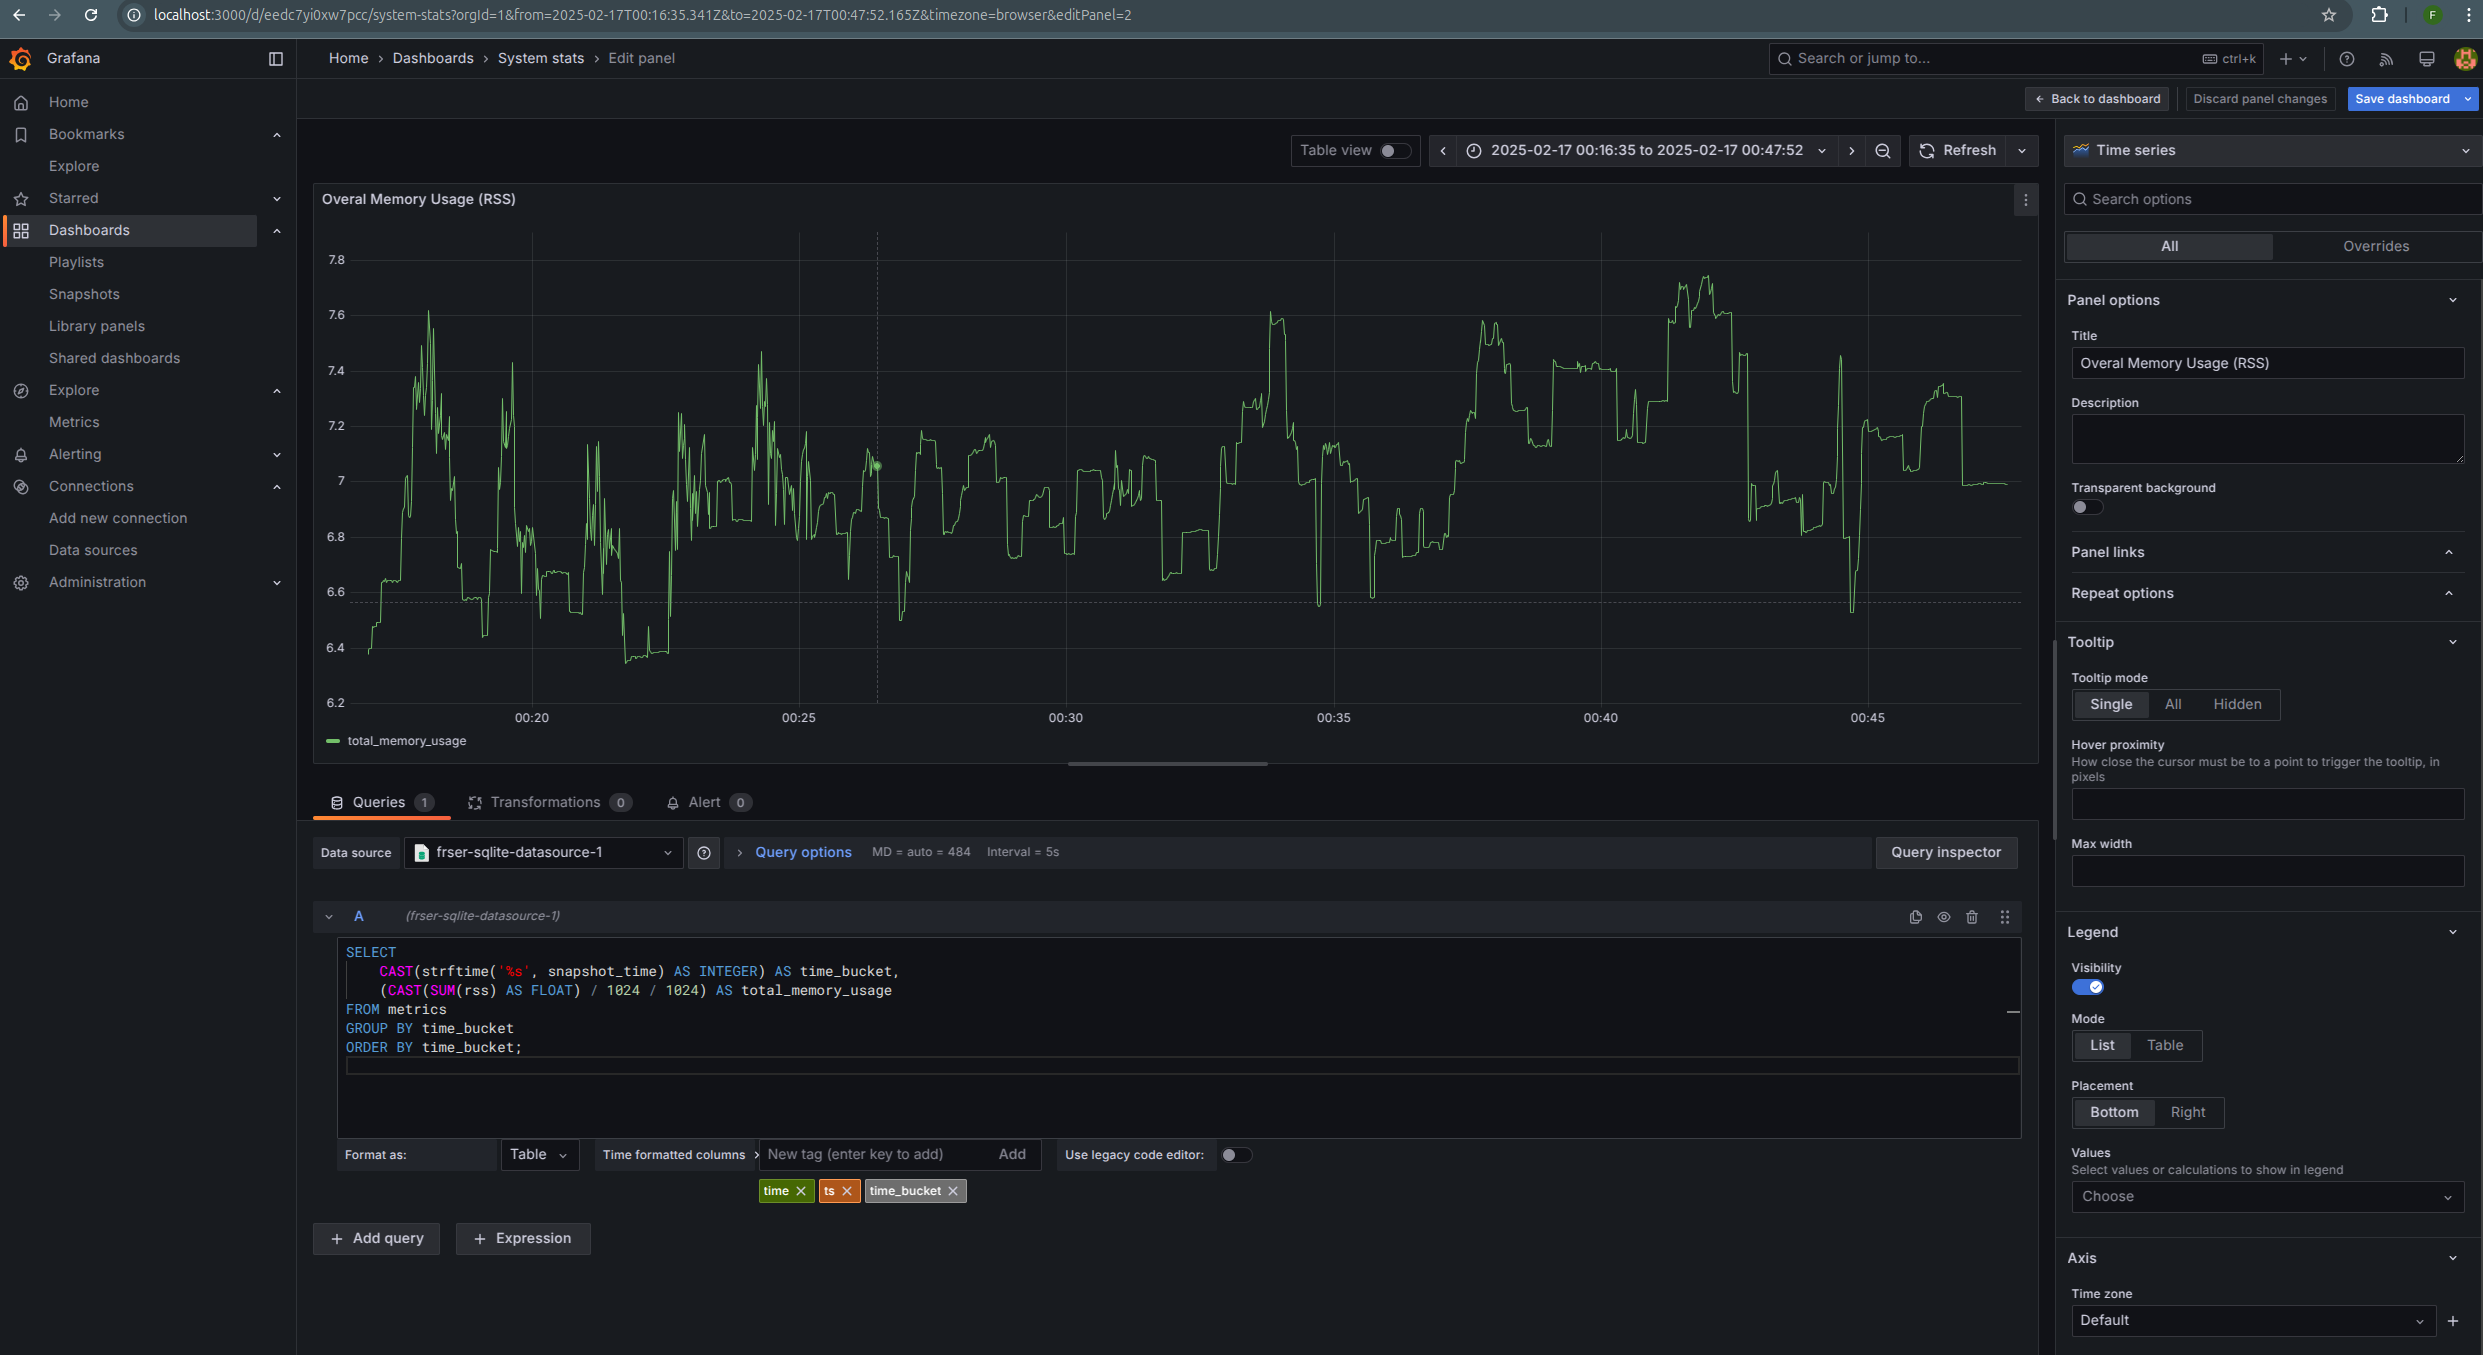 localhost:3000/d/eedc7yi0xw7pcc/system-stats?orgId=1&from=2025-02-17T00:16:35.341Z&to=2025-02-17T00:47:52.165Z&timezone=browser&editPanel=2
F
Grafana
Home › Dashboards › System stats › Edit panel
Search or jump to...
ctrl+k
Back to dashboard
Discard panel changes
Save dashboard
Home
Bookmarks
Explore
Starred
Dashboards
Playlists
Snapshots
Library panels
Shared dashboards
Explore
Metrics
Alerting
Connections
Add new connection
Data sources
Administration
Table view
2025-02-17 00:16:35 to 2025-02-17 00:47:52
Refresh
Overal Memory Usage (RSS)
7.8
7.6
7.4
7.2
7
6.8
6.6
6.4
6.2
00:20 00:25 00:30 00:35 00:40 00:45
total_memory_usage
Queries 1
Transformations 0
Alert 0
Data source
frser-sqlite-datasource-1
Query options
MD = auto = 484
Interval = 5s
Query inspector
A
(frser-sqlite-datasource-1)
SELECT
CAST(strftime('%s', snapshot_time) AS INTEGER) AS time_bucket,
(CAST(SUM(rss) AS FLOAT) / 1024 / 1024) AS total_memory_usage
FROM metrics
GROUP BY time_bucket
ORDER BY time_bucket;
Format as:
Table
Time formatted columns
New tag (enter key to add)
Add
Use legacy code editor:
time
ts
time_bucket
Add query
Expression
Time series
Search options
All
Overrides
Panel options
Title
Overal Memory Usage (RSS)
Description
Transparent background
Panel links
Repeat options
Tooltip
Tooltip mode
Single All Hidden
Hover proximity
How close the cursor must be to a point to trigger the tooltip, in
pixels
Max width
Legend
Visibility
Mode
List Table
Placement
Bottom Right
Values
Select values or calculations to show in legend
Choose
Axis
Time zone
Default